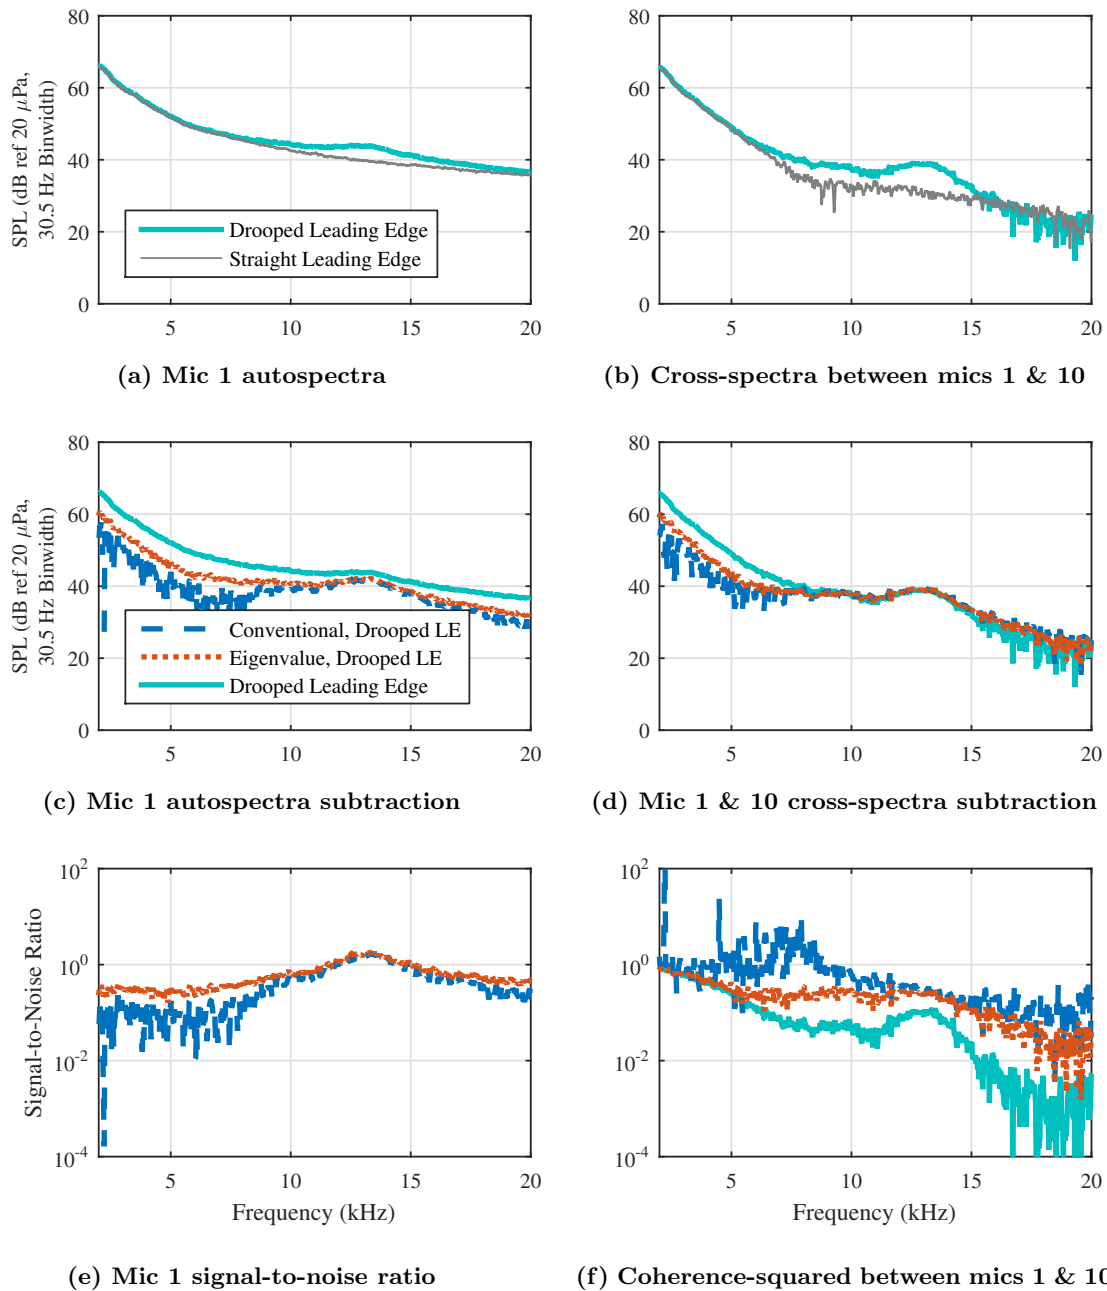 80
60
40
20
0
5
10
15
20
SPL (dB ref 20 μPa,
30.5 Hz Binwidth)
Drooped Leading Edge
Straight Leading Edge
(a) Mic 1 autospectra
80
60
40
20
0
5
10
15
20
(b) Cross-spectra between mics 1 & 10
80
60
40
20
0
5
10
15
20
SPL (dB ref 20 μPa,
30.5 Hz Binwidth)
Conventional, Drooped LE
Eigenvalue, Drooped LE
Drooped Leading Edge
(c) Mic 1 autospectra subtraction
80
60
40
20
0
5
10
15
20
(d) Mic 1 & 10 cross-spectra subtraction
10^2
10^0
10^-2
10^-4
5
10
15
20
Signal-to-Noise Ratio
Frequency (kHz)
(e) Mic 1 signal-to-noise ratio
10^2
10^0
10^-2
10^-4
5
10
15
20
Frequency (kHz)
(f) Coherence-squared between mics 1 & 10